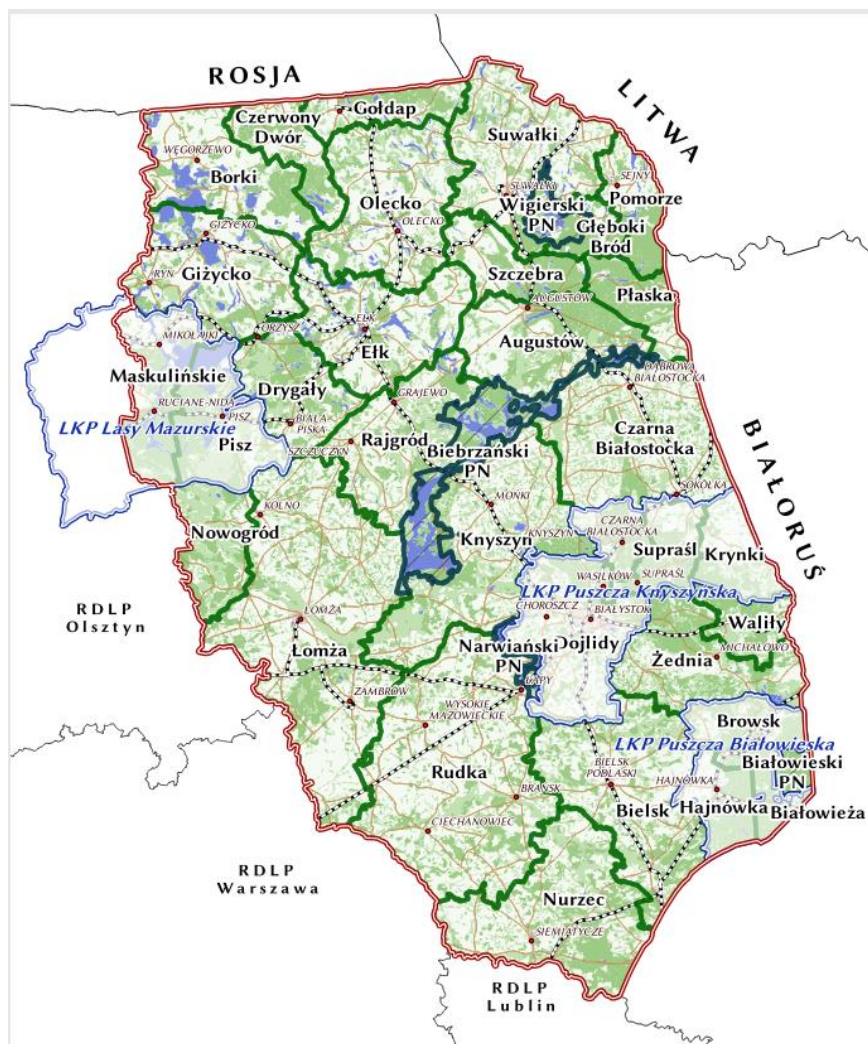 ROSJA
LITWA
BIAŁORUŚ
Gołdap
Czerwony
Dwór
Suwałki
WĘGORZEWO
Borki
SEJNY
Pomorze
SUWAŁKI
Wigierski
PN
Olecko
OLECKO
Głęboki
Bród
GIŻYCKO
Giżycko
Szczebra
RYN
Płaska
AUGUSTÓW
Augustów
MIKOŁAJKI
ORZYSZ
EŁK
Ełk
Maskulińskie
Drygały
DĄBROWA
BIAŁOSTOCKA
GRAJEWO
RUCIANE-NIDA
PISZ
BIAŁA
PISKA
LKP Lasy Mazurskie
Pisz
Rajgród
SZCZUCZYN
Biebrzański
PN
Czarna
Białostocka
SOKÓŁKA
MONKI
KOLNO
Nowogród
Knyszyn
KNYSZYN
CZARNA
BIAŁOSTOCKA
Supraśl
Krynki
WASILKÓW
SUPRAŚL
LKP Puszcza Knyszyńska
CHOROSZCZ
BIAŁYSTOK
RDLP
Olsztyn
ŁOMŻA
Łomża
Narwiański
PN
Dojlidy
Waliły
MICHAŁOWO
Żednia
ŁAPY
ZAMBRÓW
WYSOKIE
MAZOWIECKIE
Browsk
LKP Puszcza Białowieska
Białowieski
PN
BIELSK
PODLASKI
HAJNÓWKA
Rudka
BRAŃSK
Bielsk
Hajnówka
Białowieża
CIECHANOWIEC
RDLP
Warszawa
Nurzec
SIEMIATYCZE
RDLP
Lublin